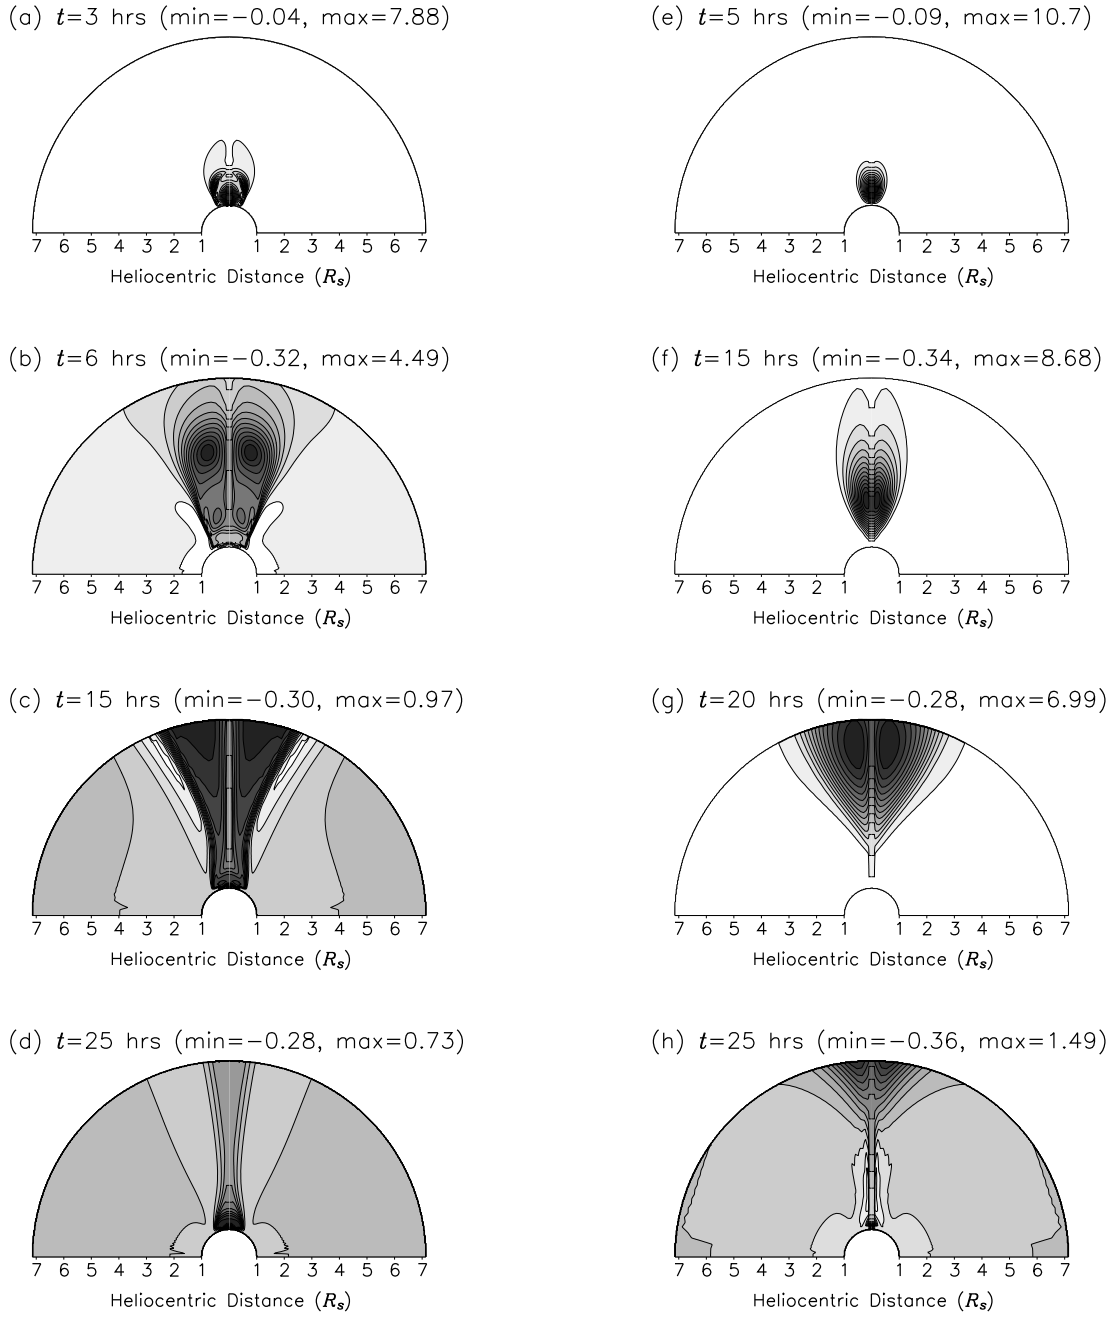 (a) t=3 hrs (min=−0.04, max=7.88)
7 6 5 4 3 2 1 1 2 3 4 5 6 7
Heliocentric Distance (Rs)
(e) t=5 hrs (min=−0.09, max=10.7)
7 6 5 4 3 2 1 1 2 3 4 5 6 7
Heliocentric Distance (Rs)
(b) t=6 hrs (min=−0.32, max=4.49)
7 6 5 4 3 2 1 1 2 3 4 5 6 7
Heliocentric Distance (Rs)
(f) t=15 hrs (min=−0.34, max=8.68)
7 6 5 4 3 2 1 1 2 3 4 5 6 7
Heliocentric Distance (Rs)
(c) t=15 hrs (min=−0.30, max=0.97)
7 6 5 4 3 2 1 1 2 3 4 5 6 7
Heliocentric Distance (Rs)
(g) t=20 hrs (min=−0.28, max=6.99)
7 6 5 4 3 2 1 1 2 3 4 5 6 7
Heliocentric Distance (Rs)
(d) t=25 hrs (min=−0.28, max=0.73)
7 6 5 4 3 2 1 1 2 3 4 5 6 7
Heliocentric Distance (Rs)
(h) t=25 hrs (min=−0.36, max=1.49)
7 6 5 4 3 2 1 1 2 3 4 5 6 7
Heliocentric Distance (Rs)